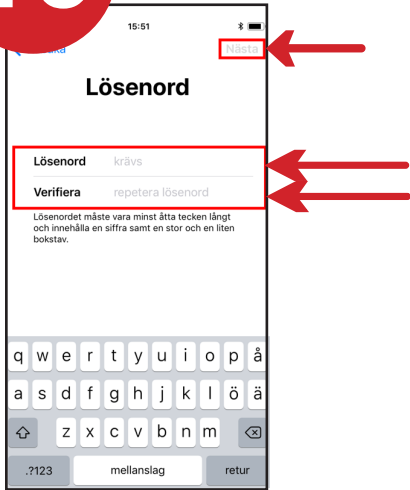 15:51
Nästa
Lösenord
Lösenord krävs
Verifiera repetera lösenord
Lösenordet måste vara minst åtta tecken långt
och innehålla en siffra samt en stor och en liten
bokstav.
q w e r t y u i o p å
a s d f g h j k l ö ä
z x c v b n m
.?123 mellanslag retur